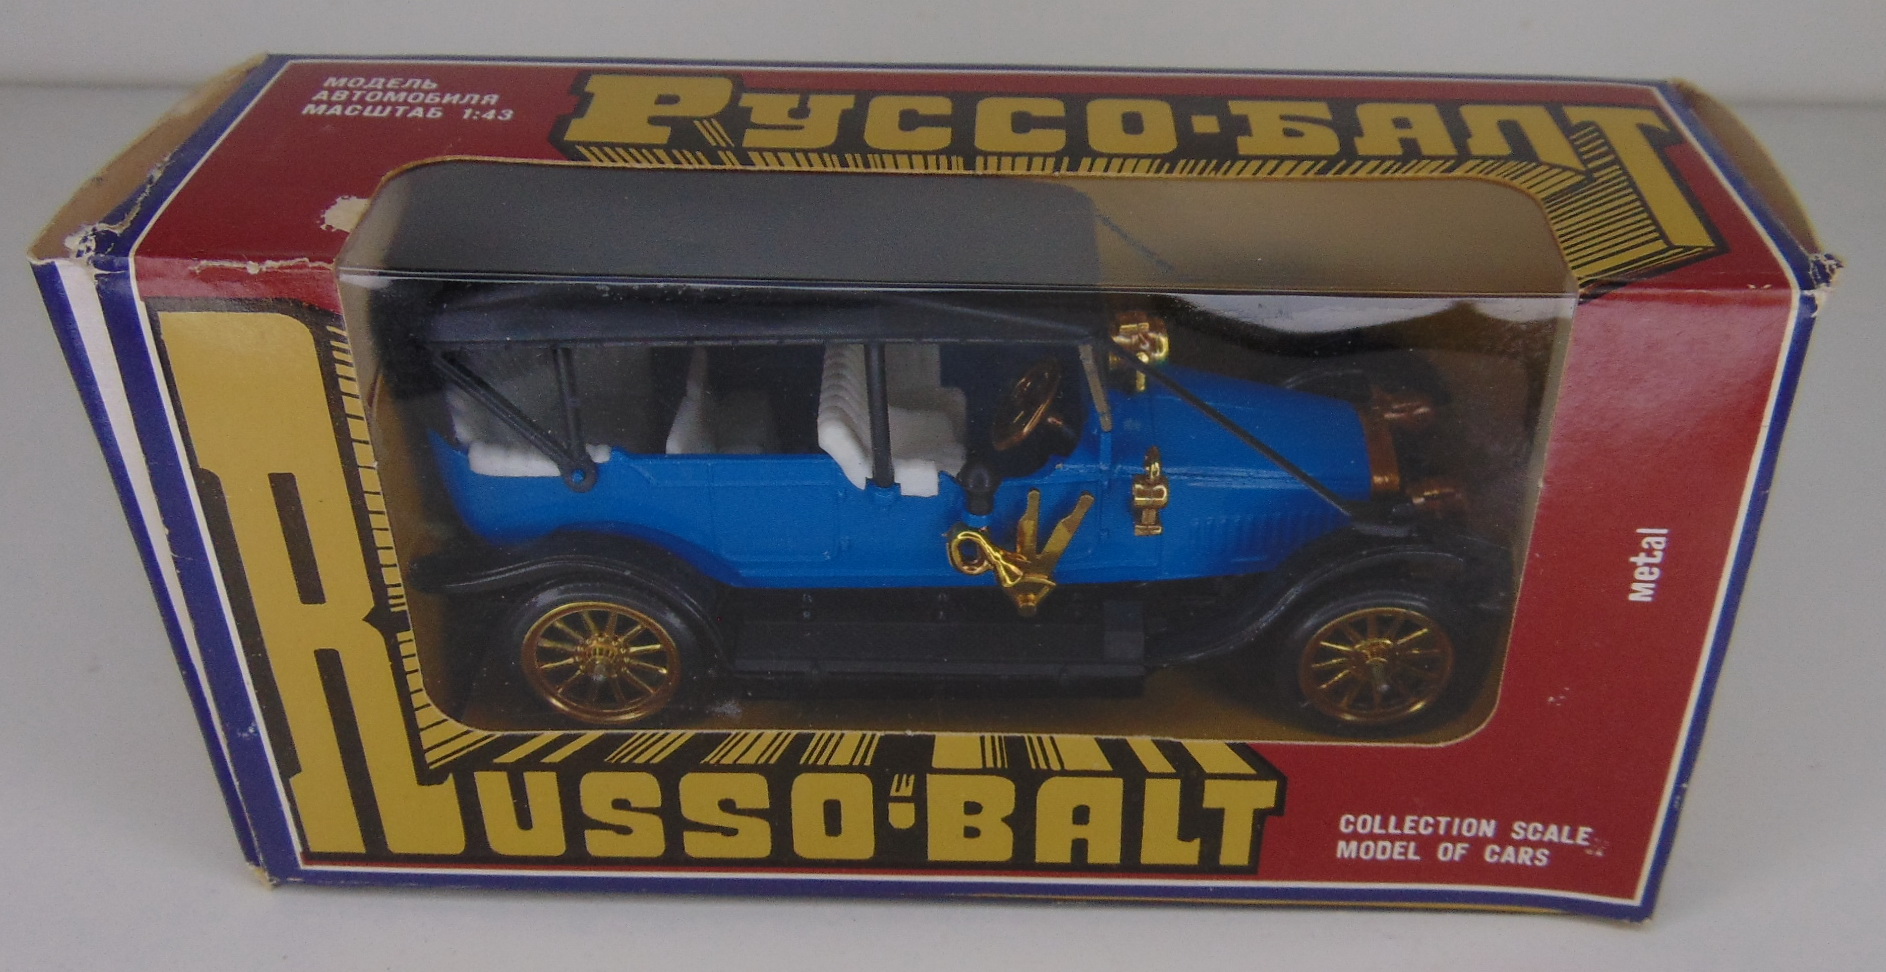 МОДЕЛЬ
АВТОМОБИЛЯ
МАСШТАБ 1:43
РУССО-БАЛТ
Metal
RUSSO-BALT
COLLECTION SCALE
MODEL OF CARS